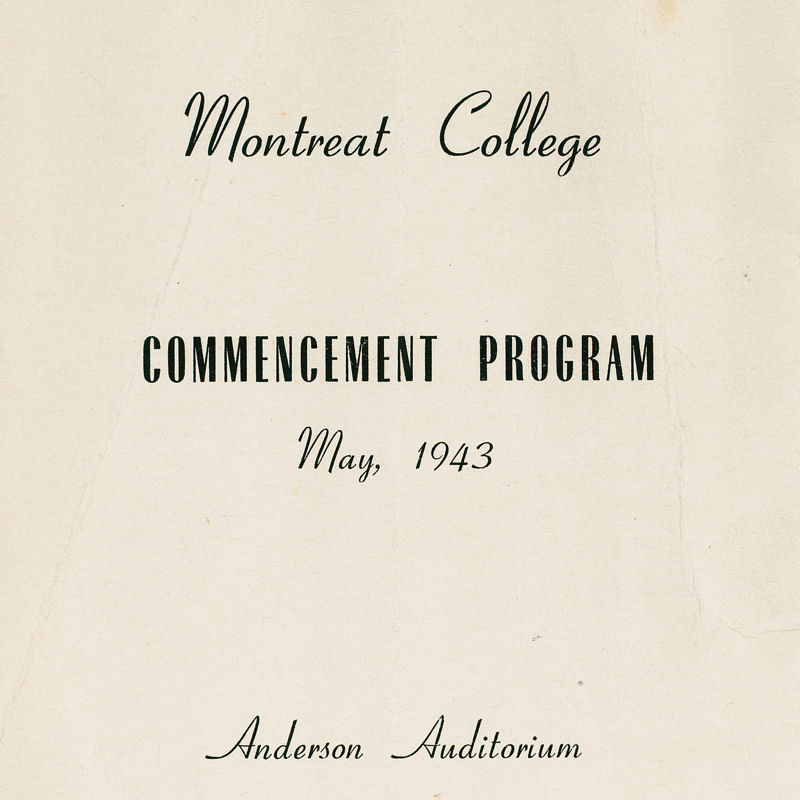 Montreat College
COMMENCEMENT PROGRAM
May, 1943
Anderson Auditorium